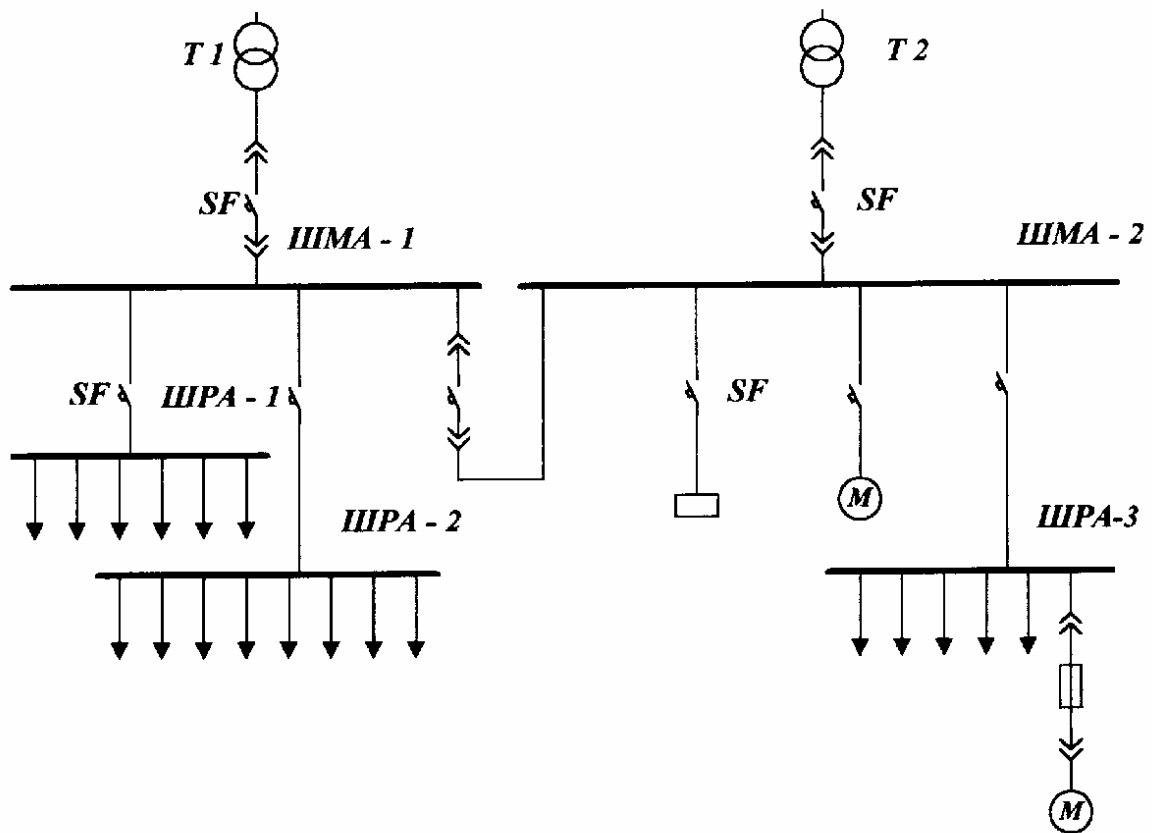 T 1
T 2
SF
SF
ШМА - 1
ШМА - 2
SF
ШРА - 1
SF
M
ШРА - 2
ШРА-3
M